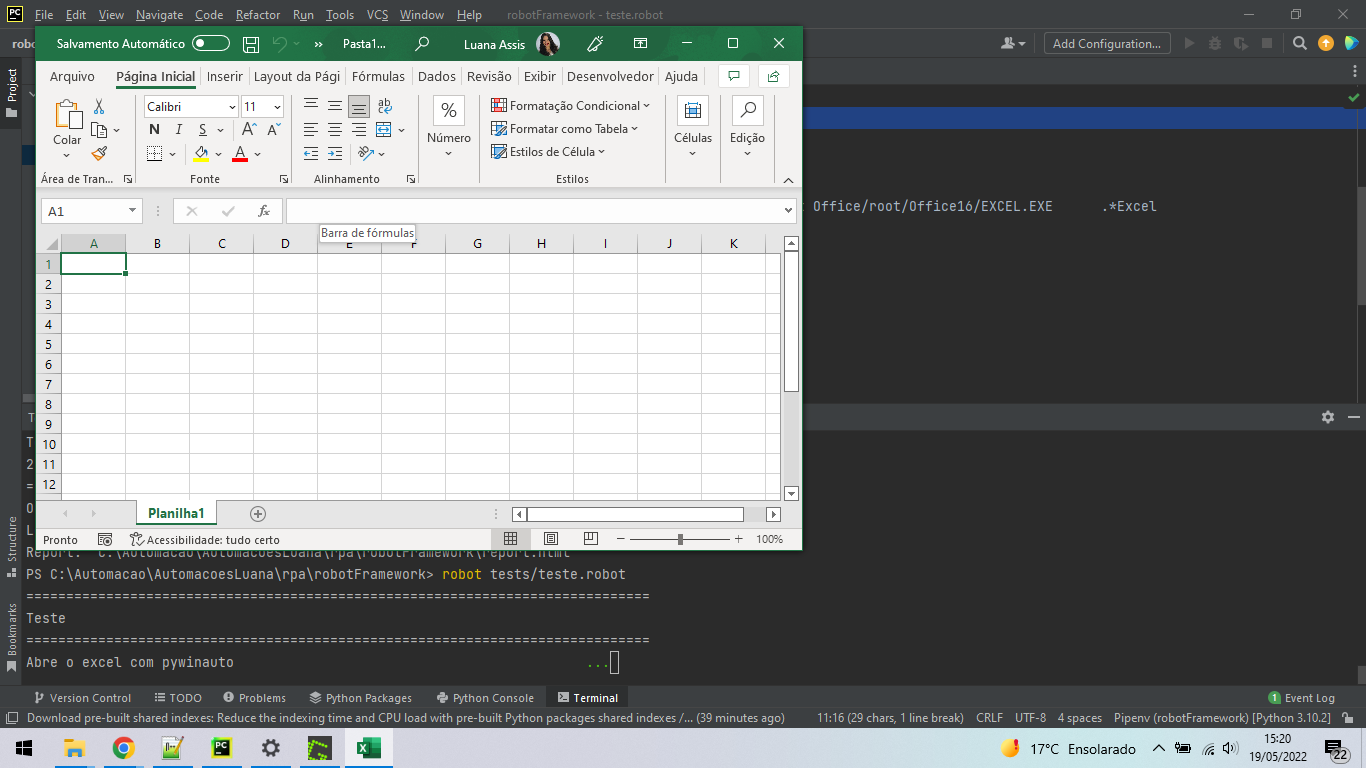 PC File Edit View Navigate Code Refactor Run Tools VCS Window Help robotFramework - teste.robot
robo
Add Configuration...
Salvamento Automático Pasta1... Luana Assis
Arquivo Página Inicial Inserir Layout da Pági Fórmulas Dados Revisão Exibir Desenvolvedor Ajuda
Colar
Calibri 11
N I S A A
ab
c
A
%
Número
Formatação Condicional
Formatar como Tabela
Estilos de Célula
Células
Edição
Área de Tran... Fonte Alinhamento Estilos
A1 fx
Barra de fórmulas
Office/root/Office16/EXCEL.EXE .*Excel
A B C D E F G H I J K
1
2
3
4
5
6
7
8
9
10
11
12
Planilha1
Pronto Acessibilidade: tudo certo 100%
Project
Structure
Bookmarks
T
T
2
=
O
L
Report: C:\Automacao\AutomacoesLuana\rpa\robotFramework\report.html
PS C:\Automacao\AutomacoesLuana\rpa\robotFramework> robot tests/teste.robot
==============================================================================
Teste
==============================================================================
Abre o excel com pywinauto ...
Version Control TODO Problems Python Packages Python Console Terminal 1 Event Log
Download pre-built shared indexes: Reduce the indexing time and CPU load with pre-built Python packages shared indexes /... (39 minutes ago) 11:16 (29 chars, 1 line break) CRLF UTF-8 4 spaces Pipenv (robotFramework) [Python 3.10.2]
PC
17°C Ensolarado
15:20
19/05/2022
22